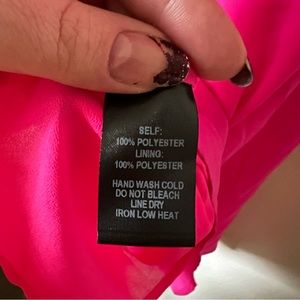 SELF:
100% POLYESTER
LINING:
100% POLYESTER
HAND WASH COLD
DO NOT BLEACH
LINE DRY
IRON LOW HEAT